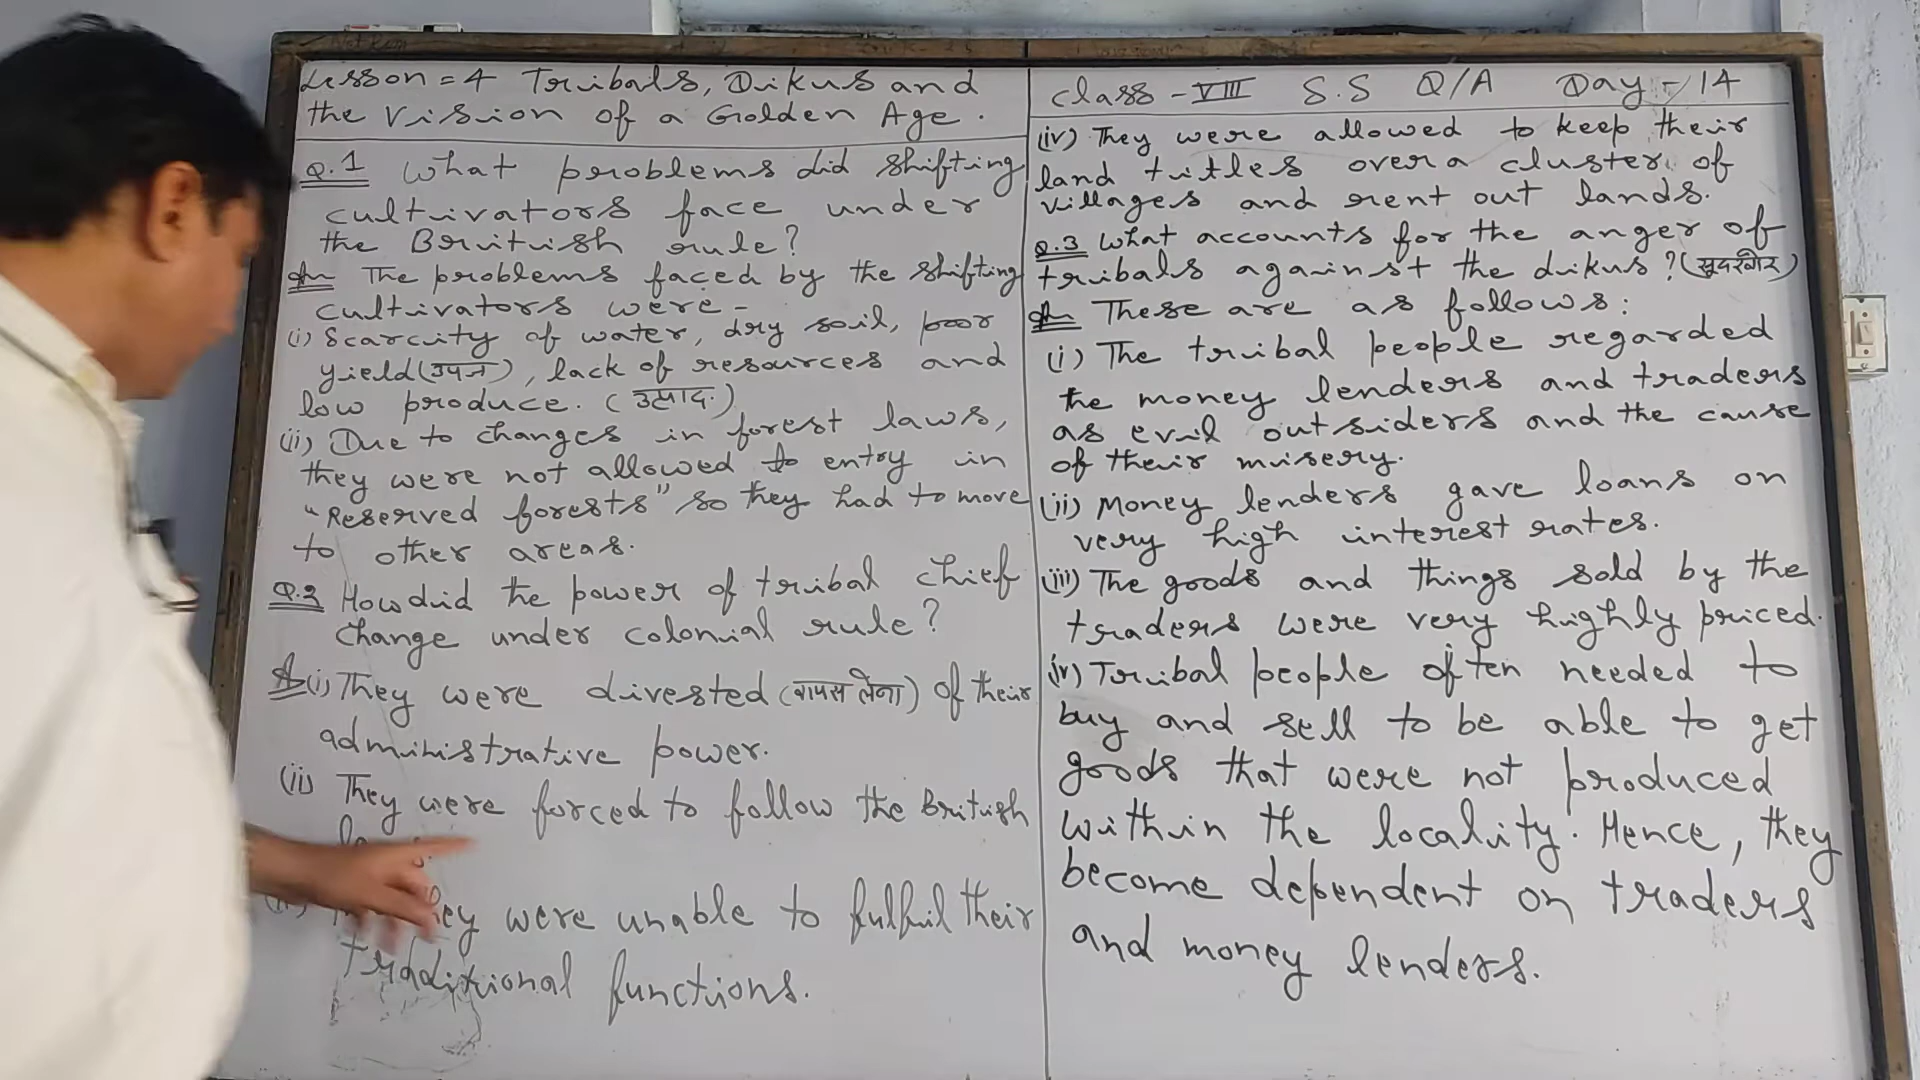 Lesson = 4 Tribals, Dikus and
the Vision of a Golden Age.
Q.1 What problems did shifting
cultivators face under
the British rule?
Ans The problems faced by the shifting
cultivators were -
(i) Scarcity of water, dry soil, poor
yield (उपज), lack of resources and
low produce. (उत्पाद)
(ii) Due to changes in forest laws,
they were not allowed to entry in
"Reserved forests" so they had to move
to other areas.
Q.2 How did the power of tribal chief
change under colonial rule?
A (i) They were divested (वापस लेना) of their
administrative power.
(ii) They were forced to follow the British
they were unable to fulfil their
traditional functions.
Class - VIII S.S Q/A Day - 14
(iv) They were allowed to keep their
land titles over a cluster of
villages and rent out lands.
Q.3 What accounts for the anger of
tribals against the dikus? (सूदखोर)
Ans These are as follows:
(i) The tribal people regarded
the money lenders and traders
as evil outsiders and the cause
of their misery.
(ii) Money lenders gave loans on
very high interest rates.
(iii) The goods and things sold by the
traders were very highly priced.
(iv) Tribal people often needed to
buy and sell to be able to get
goods that were not produced
within the locality. Hence, they
become dependent on traders
and money lenders.